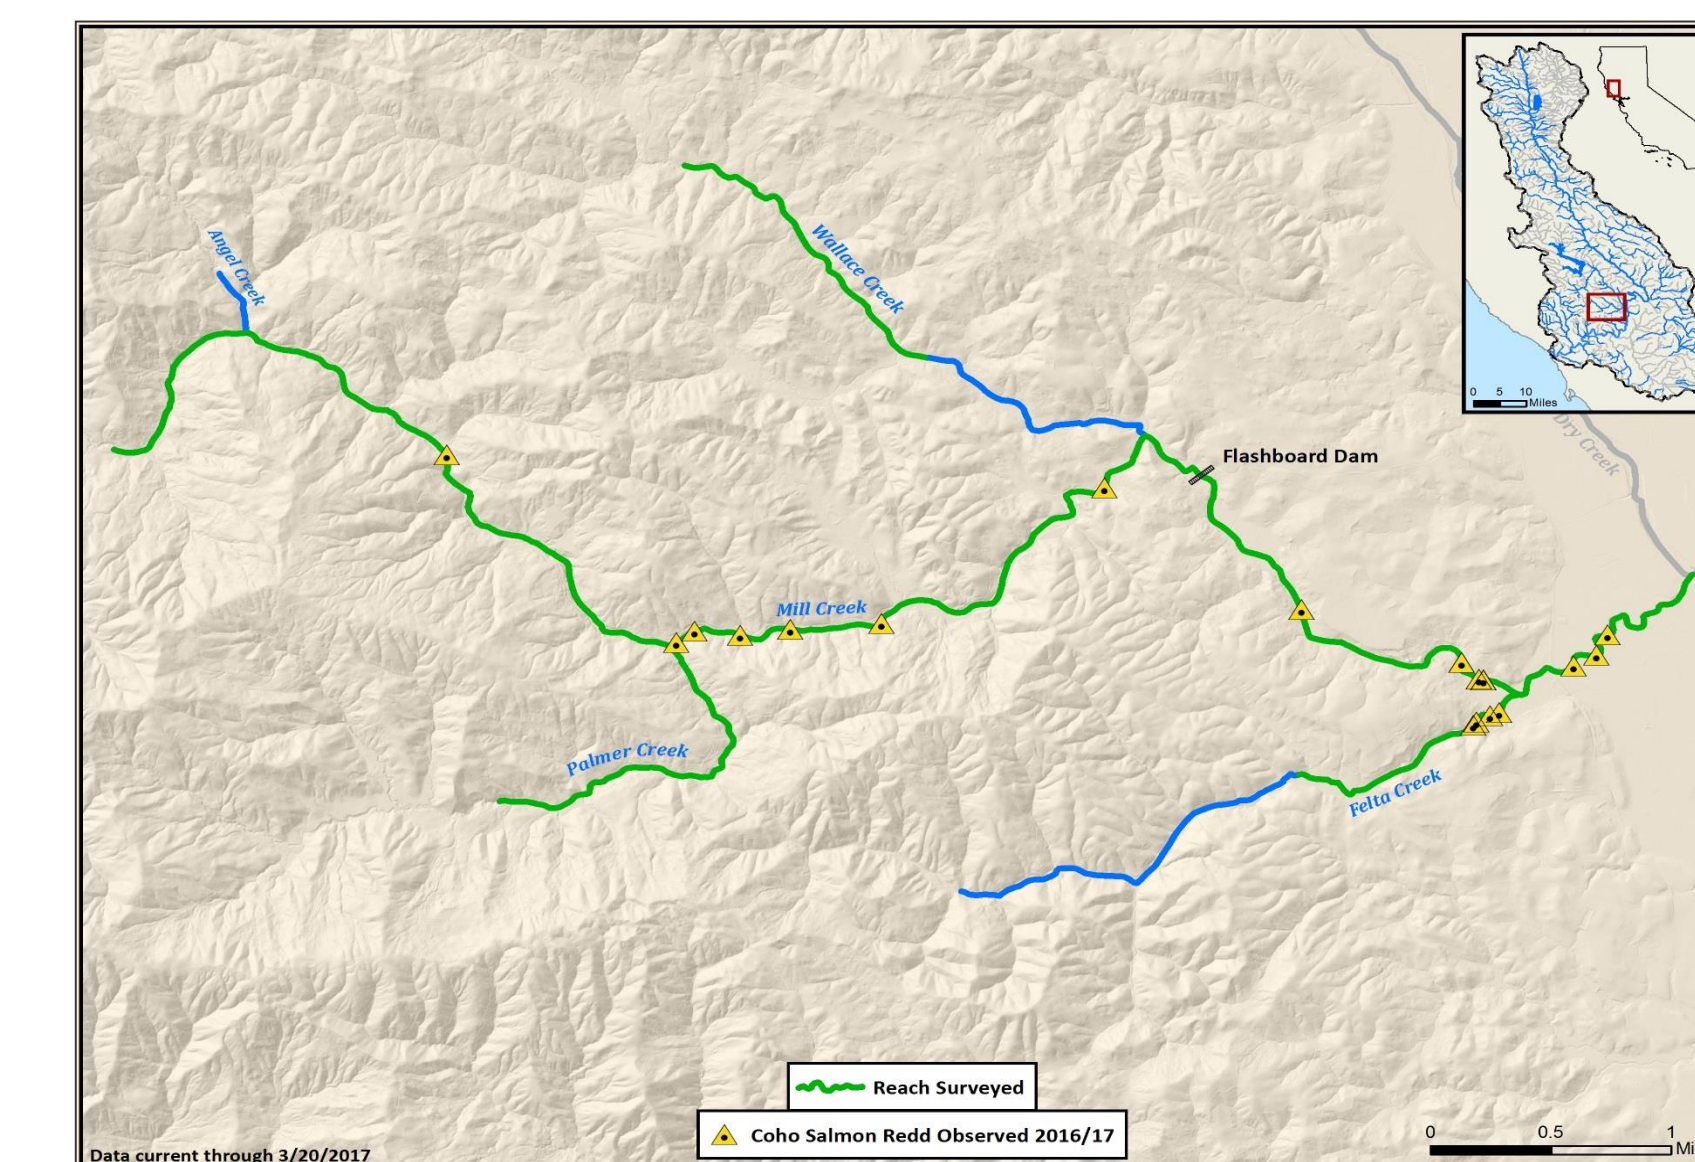 Angel Creek
Wallace Creek
0 5 10
Miles
Dry Creek
Flashboard Dam
Mill Creek
Palmer Creek
Felta Creek
Reach Surveyed
Coho Salmon Redd Observed 2016/17
0 0.5 1
Mi
Data current through 3/20/2017